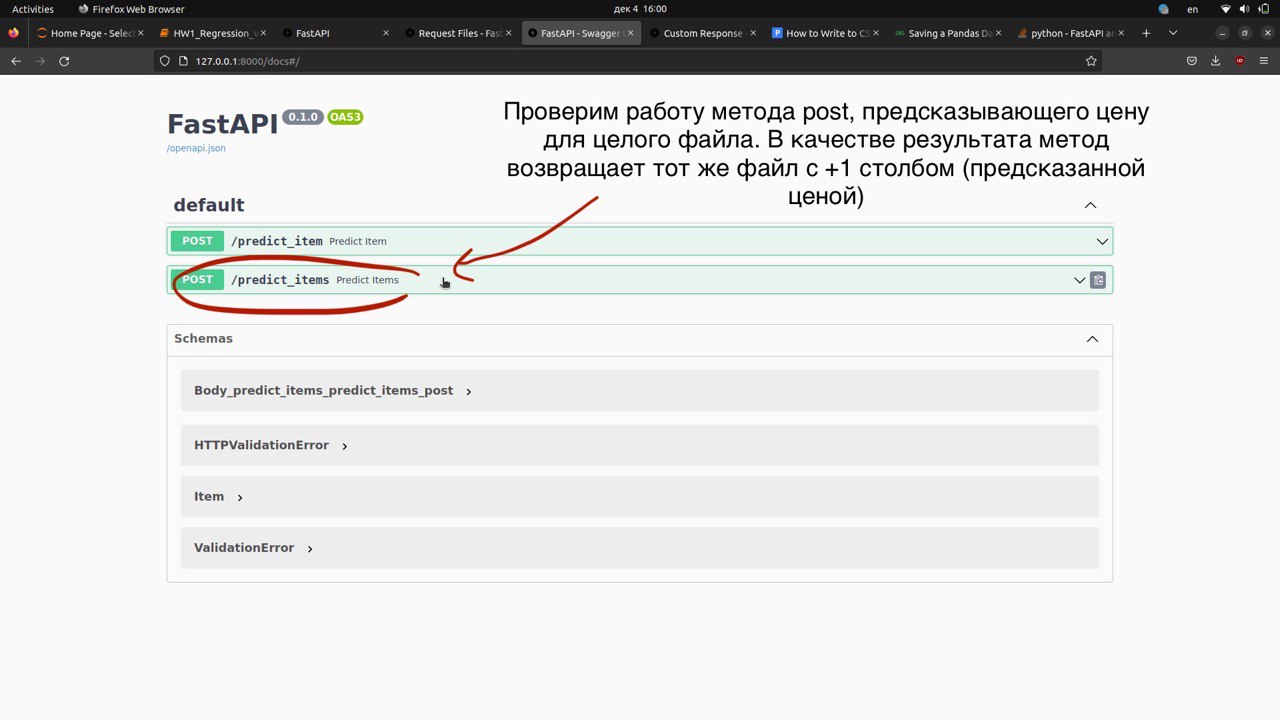 Activities
Firefox Web Browser
дек 4 16:00
en
Home Page - Selec
HW1_Regression_
FastAPI
Request Files - Fas
FastAPI - Swagger
Custom Response
How to Write to CS
Saving a Pandas Da
python - FastAPI an
127.0.0.1:8000/docs#/
FastAPI 0.1.0 OAS3
/openapi.json
Проверим работу метода post, предсказывающего цену
для целого файла. В качестве результата метод
возвращает тот же файл с +1 столбом (предсказанной
ценой)
default
POST /predict_item Predict Item
POST /predict_items Predict Items
Schemas
Body_predict_items_predict_items_post
HTTPValidationError
Item
ValidationError